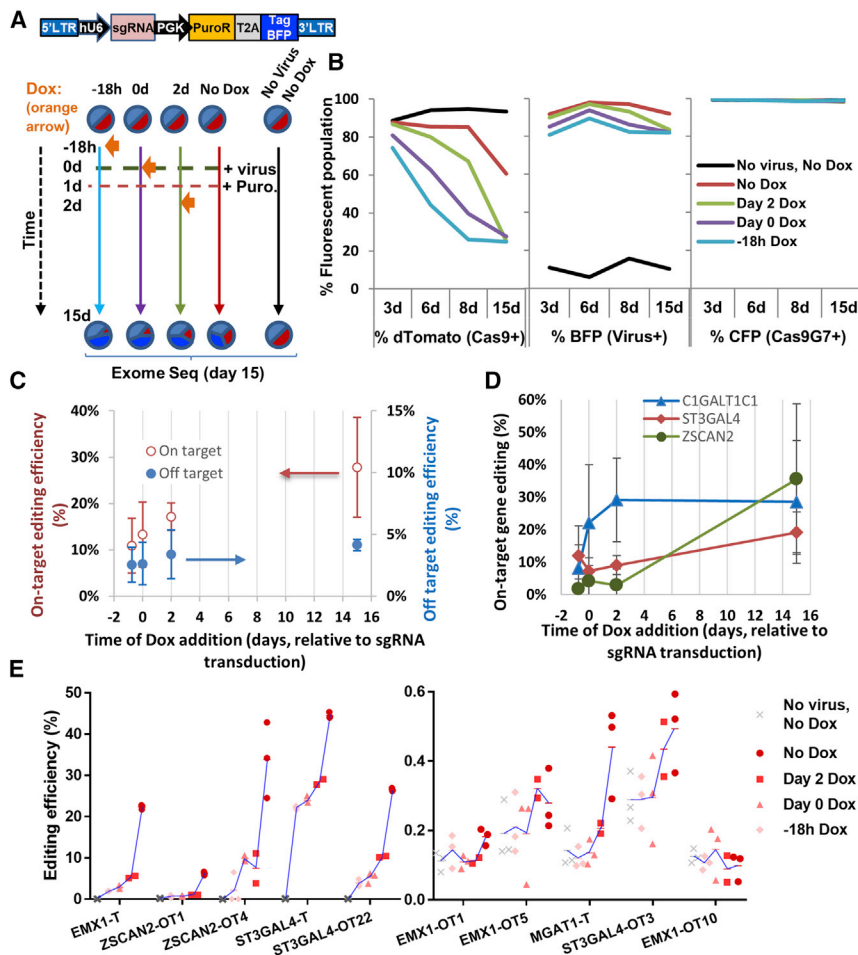 A
5'LTR hU6 sgRNA PGK PuroR T2A Tag BFP 3'LTR
Dox: (orange arrow)
-18h 0d 2d No Dox No Virus No Dox
-18h
0d + virus
1d + Puro.
2d
Time
15d
Exome Seq (day 15)
B
% Fluorescent population
100
80
60
40
20
0
No virus, No Dox
No Dox
Day 2 Dox
Day 0 Dox
-18h Dox
3d 6d 8d 15d 3d 6d 8d 15d 3d 6d 8d 15d
% dTomato (Cas9+) % BFP (Virus+) % CFP (Cas9G7+)
C
On-target editing efficiency (%)
40%
30%
20%
10%
0%
On target
Off target
15%
10%
5%
0%
Off target editing efficiency (%)
-2 0 2 4 6 8 10 12 14 16
Time of Dox addition (days, relative to sgRNA transduction)
D
On-target gene editing (%)
60%
50%
40%
30%
20%
10%
0%
C1GALT1C1
ST3GAL4
ZSCAN2
-2 0 2 4 6 8 10 12 14 16
Time of Dox addition (days, relative to sgRNA transduction)
E
Editing efficiency (%)
50
40
30
20
10
0
EMX1-T ZSCAN2-OT1 ZSCAN2-OT4 ST3GAL4-T ST3GAL4-OT22
0.6
0.4
0.2
0.0
EMX1-OT1 EMX1-OT5 MGAT1-T ST3GAL4-OT3 EMX1-OT10
No virus, No Dox
No Dox
Day 2 Dox
Day 0 Dox
-18h Dox